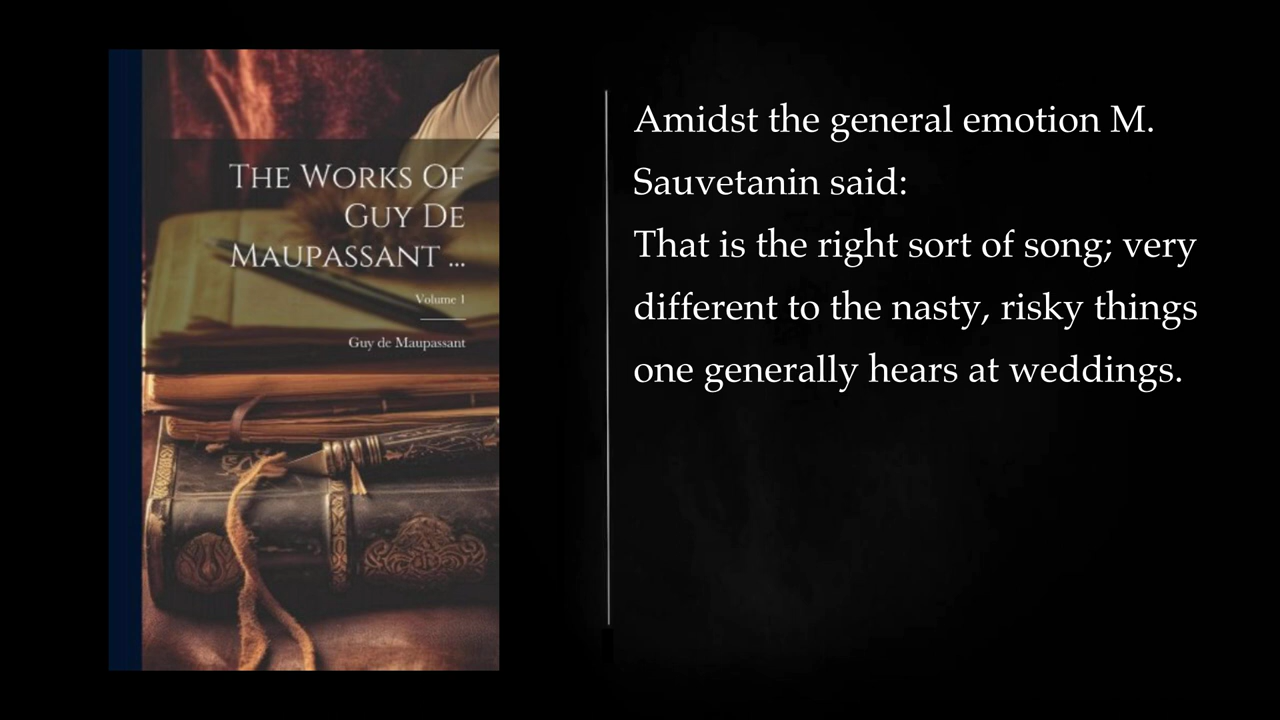 THE WORKS OF
GUY DE
MAUPASSANT ...
Volume 1
Guy de Maupassant
Amidst the general emotion M.
Sauvetanin said:
That is the right sort of song; very
different to the nasty, risky things
one generally hears at weddings.